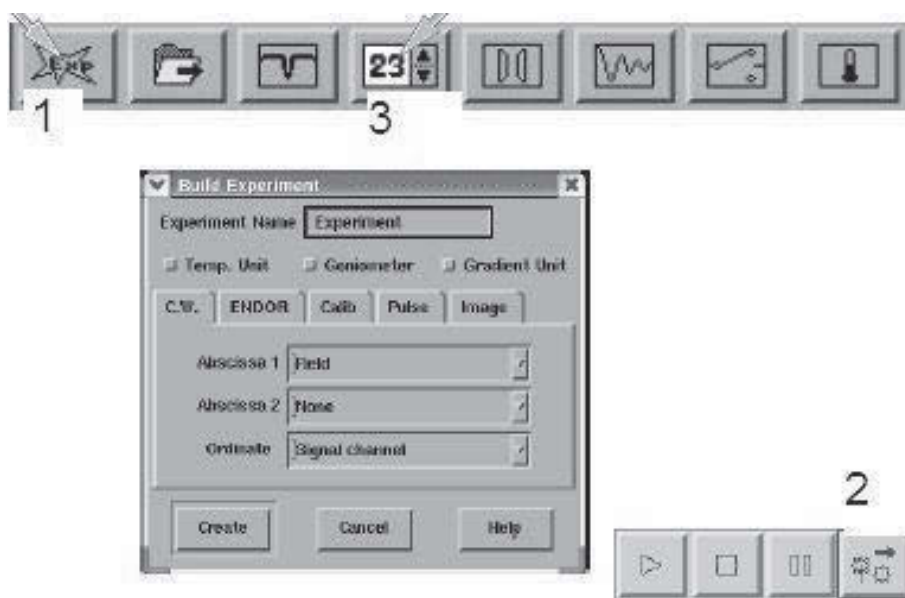 Exp 23
1 3
Build Experiment
Experiment Name Experiment
Temp. Unit Goniometer Gradient Unit
C.W. ENDOR Calib Pulse Image
Abscissa 1 Field
Abscissa 2 None
Ordinate Signal channel
Create Cancel Help
2